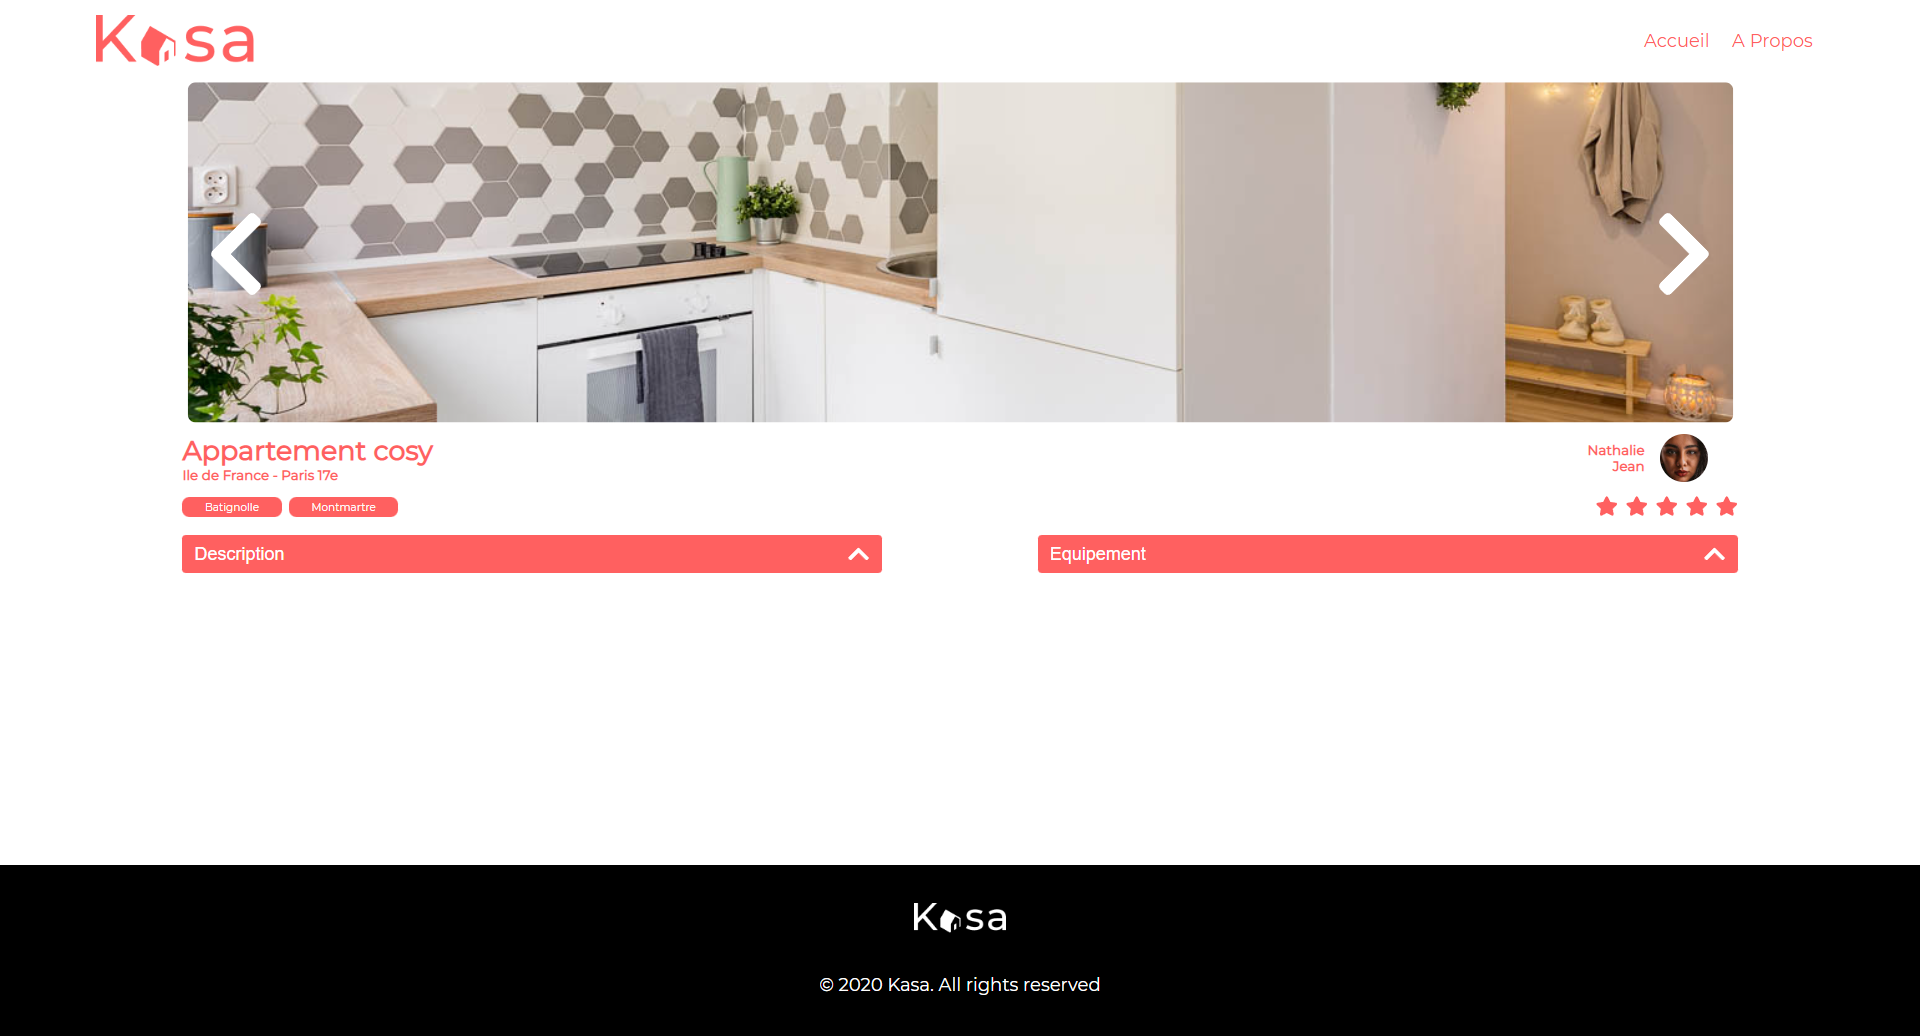 Kasa
Accueil A Propos
Appartement cosy
Ile de France - Paris 17e
Nathalie
Jean
Batignolle Montmartre
Description
Equipement
Kasa
© 2020 Kasa. All rights reserved